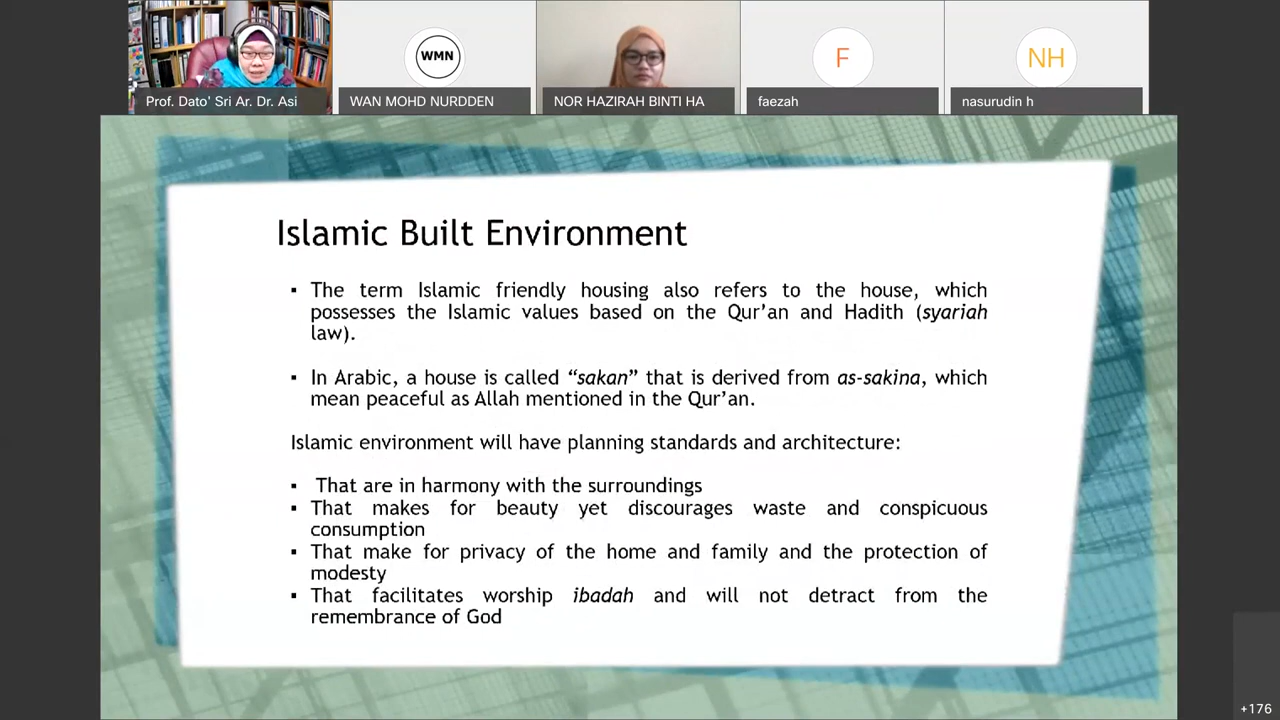 WMN
F
NH
Prof. Dato' Sri Ar. Dr. Asi
WAN MOHD NURDDEN
NOR HAZIRAH BINTI HA
faezah
nasurudin h
Islamic Built Environment
▪ The term Islamic friendly housing also refers to the house, which
possesses the Islamic values based on the Qur’an and Hadith (syariah
law).
▪ In Arabic, a house is called “sakan” that is derived from as-sakina, which
mean peaceful as Allah mentioned in the Qur’an.
Islamic environment will have planning standards and architecture:
▪ That are in harmony with the surroundings
▪ That makes for beauty yet discourages waste and conspicuous
consumption
▪ That make for privacy of the home and family and the protection of
modesty
▪ That facilitates worship ibadah and will not detract from the
remembrance of God
+176